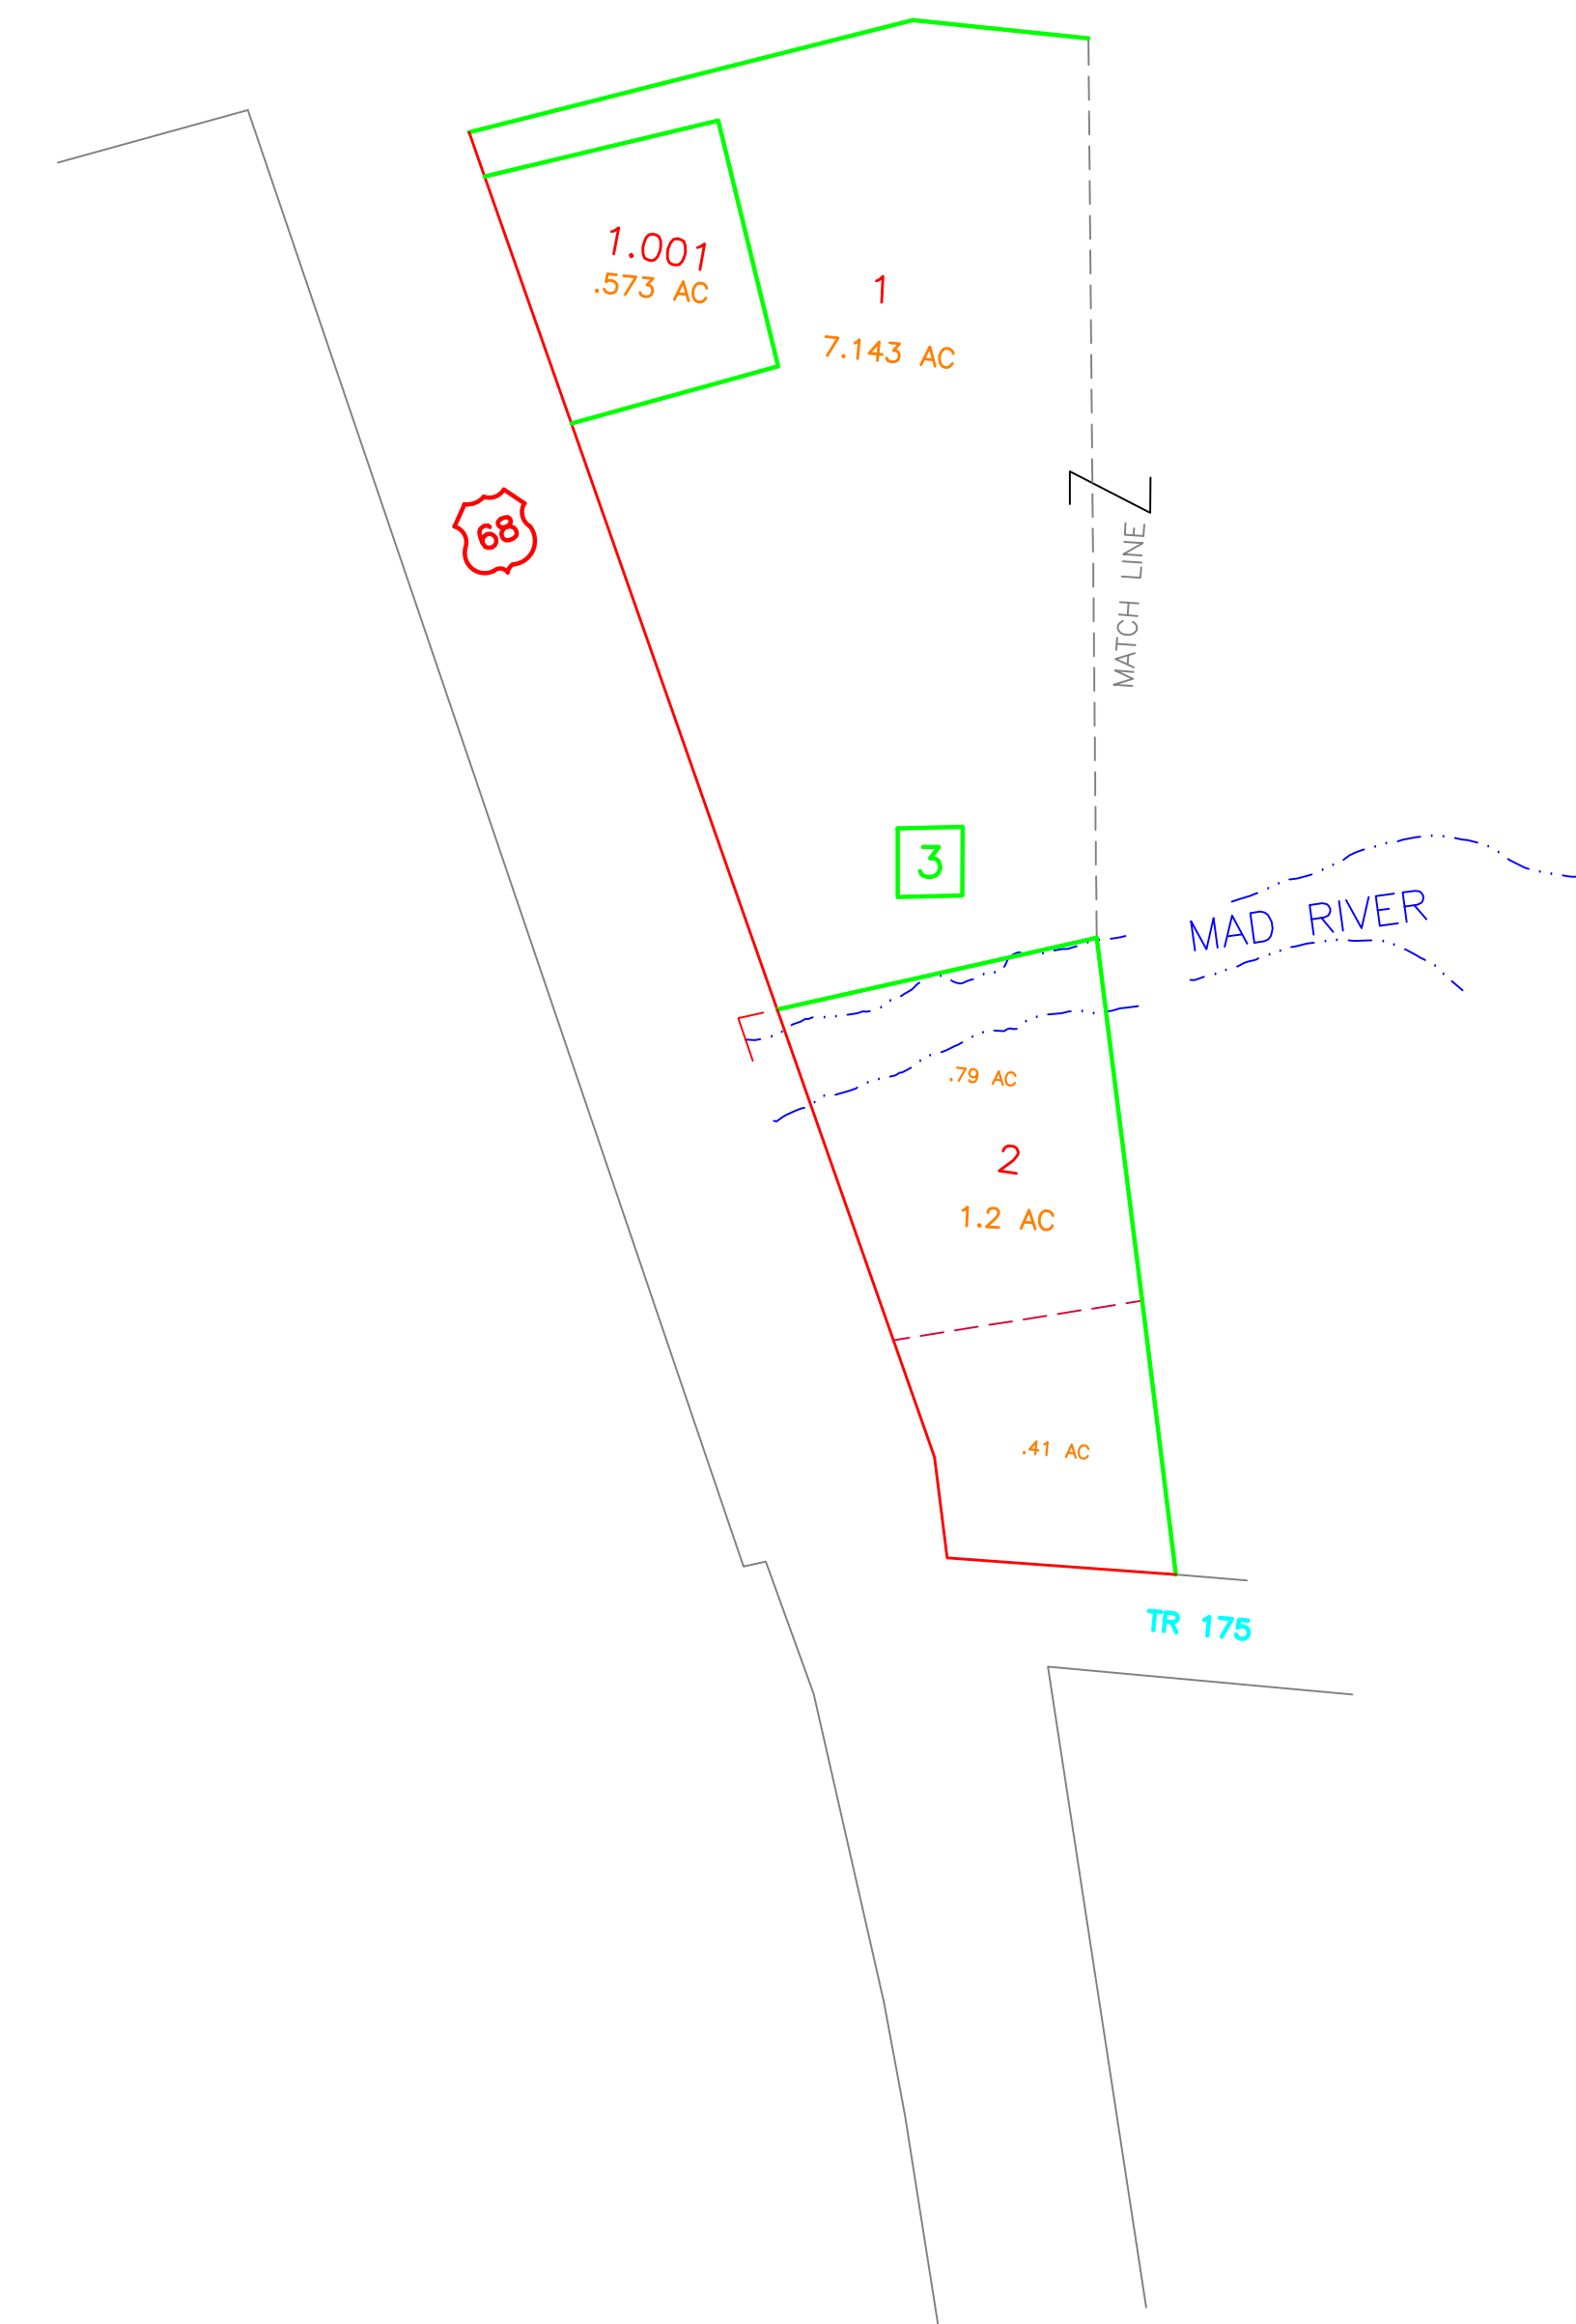 1.001
.573 AC
1
7.143 AC
68
MATCH LINE
3
MAD RIVER
.79 AC
2
1.2 AC
.41 AC
TR 175